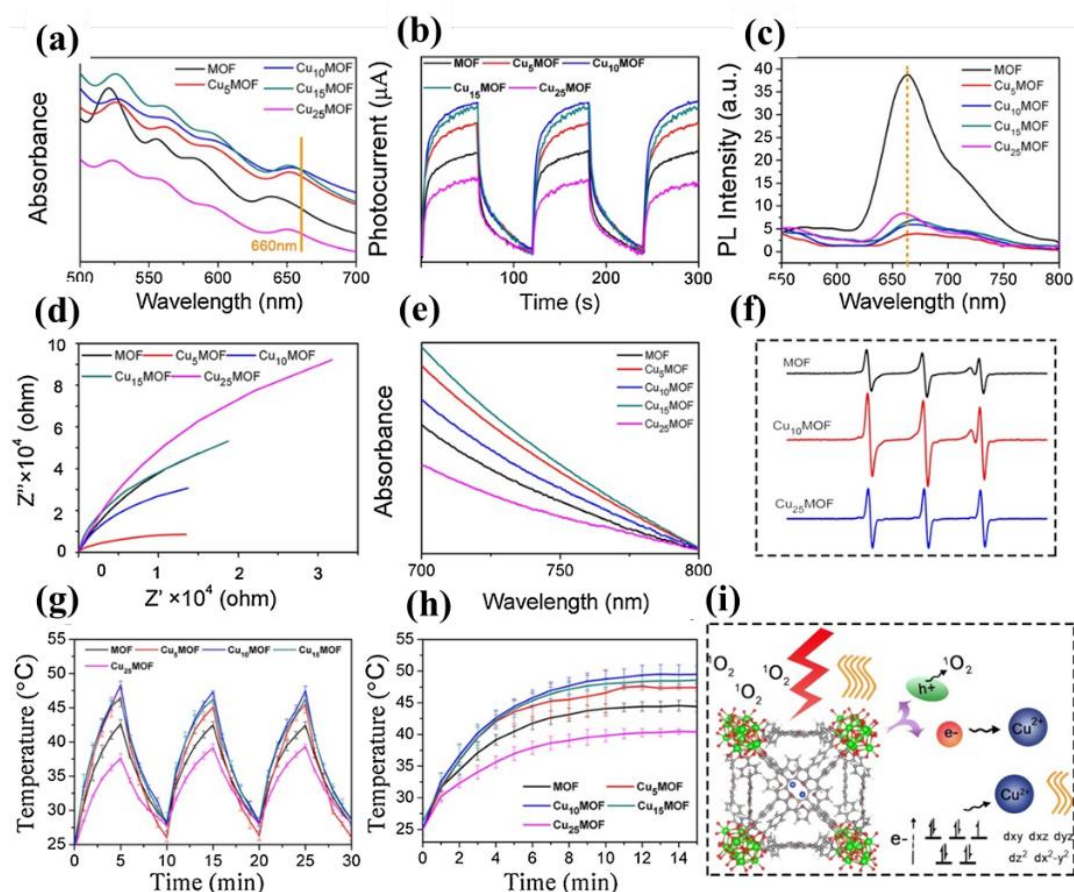 (a)
MOF
Cu5MOF
Cu10MOF
Cu15MOF
Cu25MOF
Absorbance
660nm
500 550 600 650 700
Wavelength (nm)
(b)
MOF Cu5MOF Cu10MOF
Cu15MOF Cu25MOF
Photocurrent (µA)
0 60 120 180 240 300
Time (s)
(c)
MOF
Cu5MOF
Cu10MOF
Cu15MOF
Cu25MOF
PL Intensity (a.u.)
40
35
30
25
20
15
10
5
0
550 600 650 700 750 800
Wavelength (nm)
(d)
MOF Cu5MOF Cu10MOF
Cu15MOF Cu25MOF
Z''×10⁴ (ohm)
10
8
6
4
2
0
0 1 2 3
Z' ×10⁴ (ohm)
(e)
MOF
Cu5MOF
Cu10MOF
Cu15MOF
Cu25MOF
Absorbance
700 750 800
Wavelength (nm)
(f)
MOF
Cu10MOF
Cu25MOF
(g)
MOF Cu5MOF Cu10MOF Cu15MOF
Cu25MOF
Temperature (°C)
55
50
45
40
35
30
25
0 5 10 15 20 25 30
Time (min)
(h)
MOF Cu5MOF
Cu10MOF Cu15MOF
Cu25MOF
Temperature (°C)
55
50
45
40
35
30
25
0 2 4 6 8 10 12 14
Time (min)
(i)
¹O2 ¹O2 ¹O2
¹O2
h+
e- Cu²⁺
Cu²⁺
e-
dxy dxz dyz
dz² dx²-y²